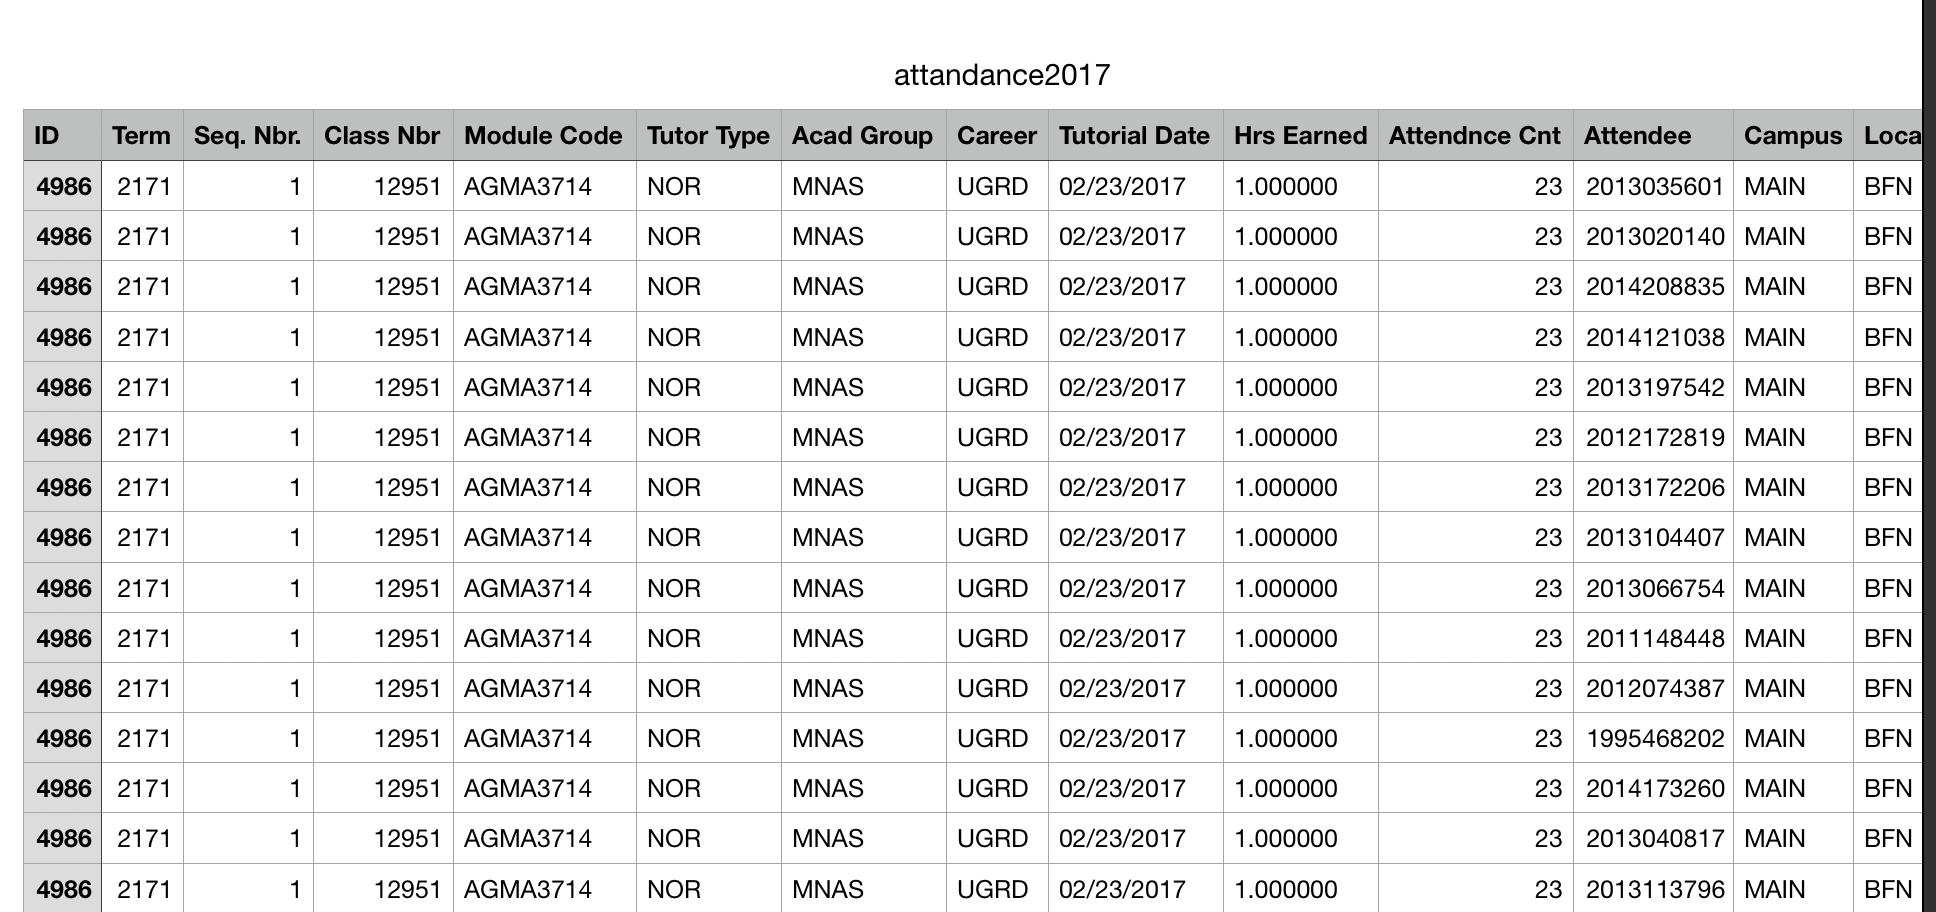 attandance2017
ID Term Seq. Nbr. Class Nbr Module Code Tutor Type Acad Group Career Tutorial Date Hrs Earned Attendnce Cnt Attendee Campus Loca
4986 2171 1 12951 AGMA3714 NOR MNAS UGRD 02/23/2017 1.000000 23 2013035601 MAIN BFN
4986 2171 1 12951 AGMA3714 NOR MNAS UGRD 02/23/2017 1.000000 23 2013020140 MAIN BFN
4986 2171 1 12951 AGMA3714 NOR MNAS UGRD 02/23/2017 1.000000 23 2014208835 MAIN BFN
4986 2171 1 12951 AGMA3714 NOR MNAS UGRD 02/23/2017 1.000000 23 2014121038 MAIN BFN
4986 2171 1 12951 AGMA3714 NOR MNAS UGRD 02/23/2017 1.000000 23 2013197542 MAIN BFN
4986 2171 1 12951 AGMA3714 NOR MNAS UGRD 02/23/2017 1.000000 23 2012172819 MAIN BFN
4986 2171 1 12951 AGMA3714 NOR MNAS UGRD 02/23/2017 1.000000 23 2013172206 MAIN BFN
4986 2171 1 12951 AGMA3714 NOR MNAS UGRD 02/23/2017 1.000000 23 2013104407 MAIN BFN
4986 2171 1 12951 AGMA3714 NOR MNAS UGRD 02/23/2017 1.000000 23 2013066754 MAIN BFN
4986 2171 1 12951 AGMA3714 NOR MNAS UGRD 02/23/2017 1.000000 23 2011148448 MAIN BFN
4986 2171 1 12951 AGMA3714 NOR MNAS UGRD 02/23/2017 1.000000 23 2012074387 MAIN BFN
4986 2171 1 12951 AGMA3714 NOR MNAS UGRD 02/23/2017 1.000000 23 1995468202 MAIN BFN
4986 2171 1 12951 AGMA3714 NOR MNAS UGRD 02/23/2017 1.000000 23 2014173260 MAIN BFN
4986 2171 1 12951 AGMA3714 NOR MNAS UGRD 02/23/2017 1.000000 23 2013040817 MAIN BFN
4986 2171 1 12951 AGMA3714 NOR MNAS UGRD 02/23/2017 1.000000 23 2013113796 MAIN BFN